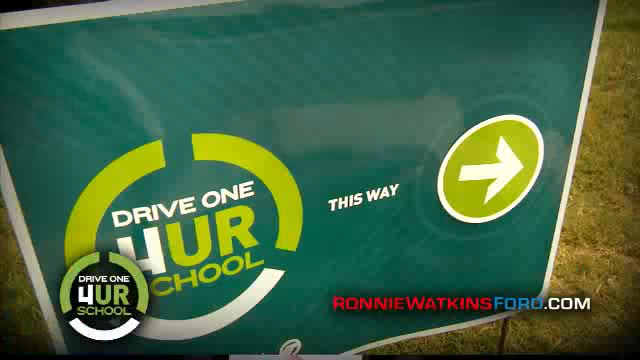 DRIVE ONE
4UR
SCHOOL
THIS WAY
DRIVE ONE
4UR
SCHOOL
RONNIEWATKINSFORD.COM